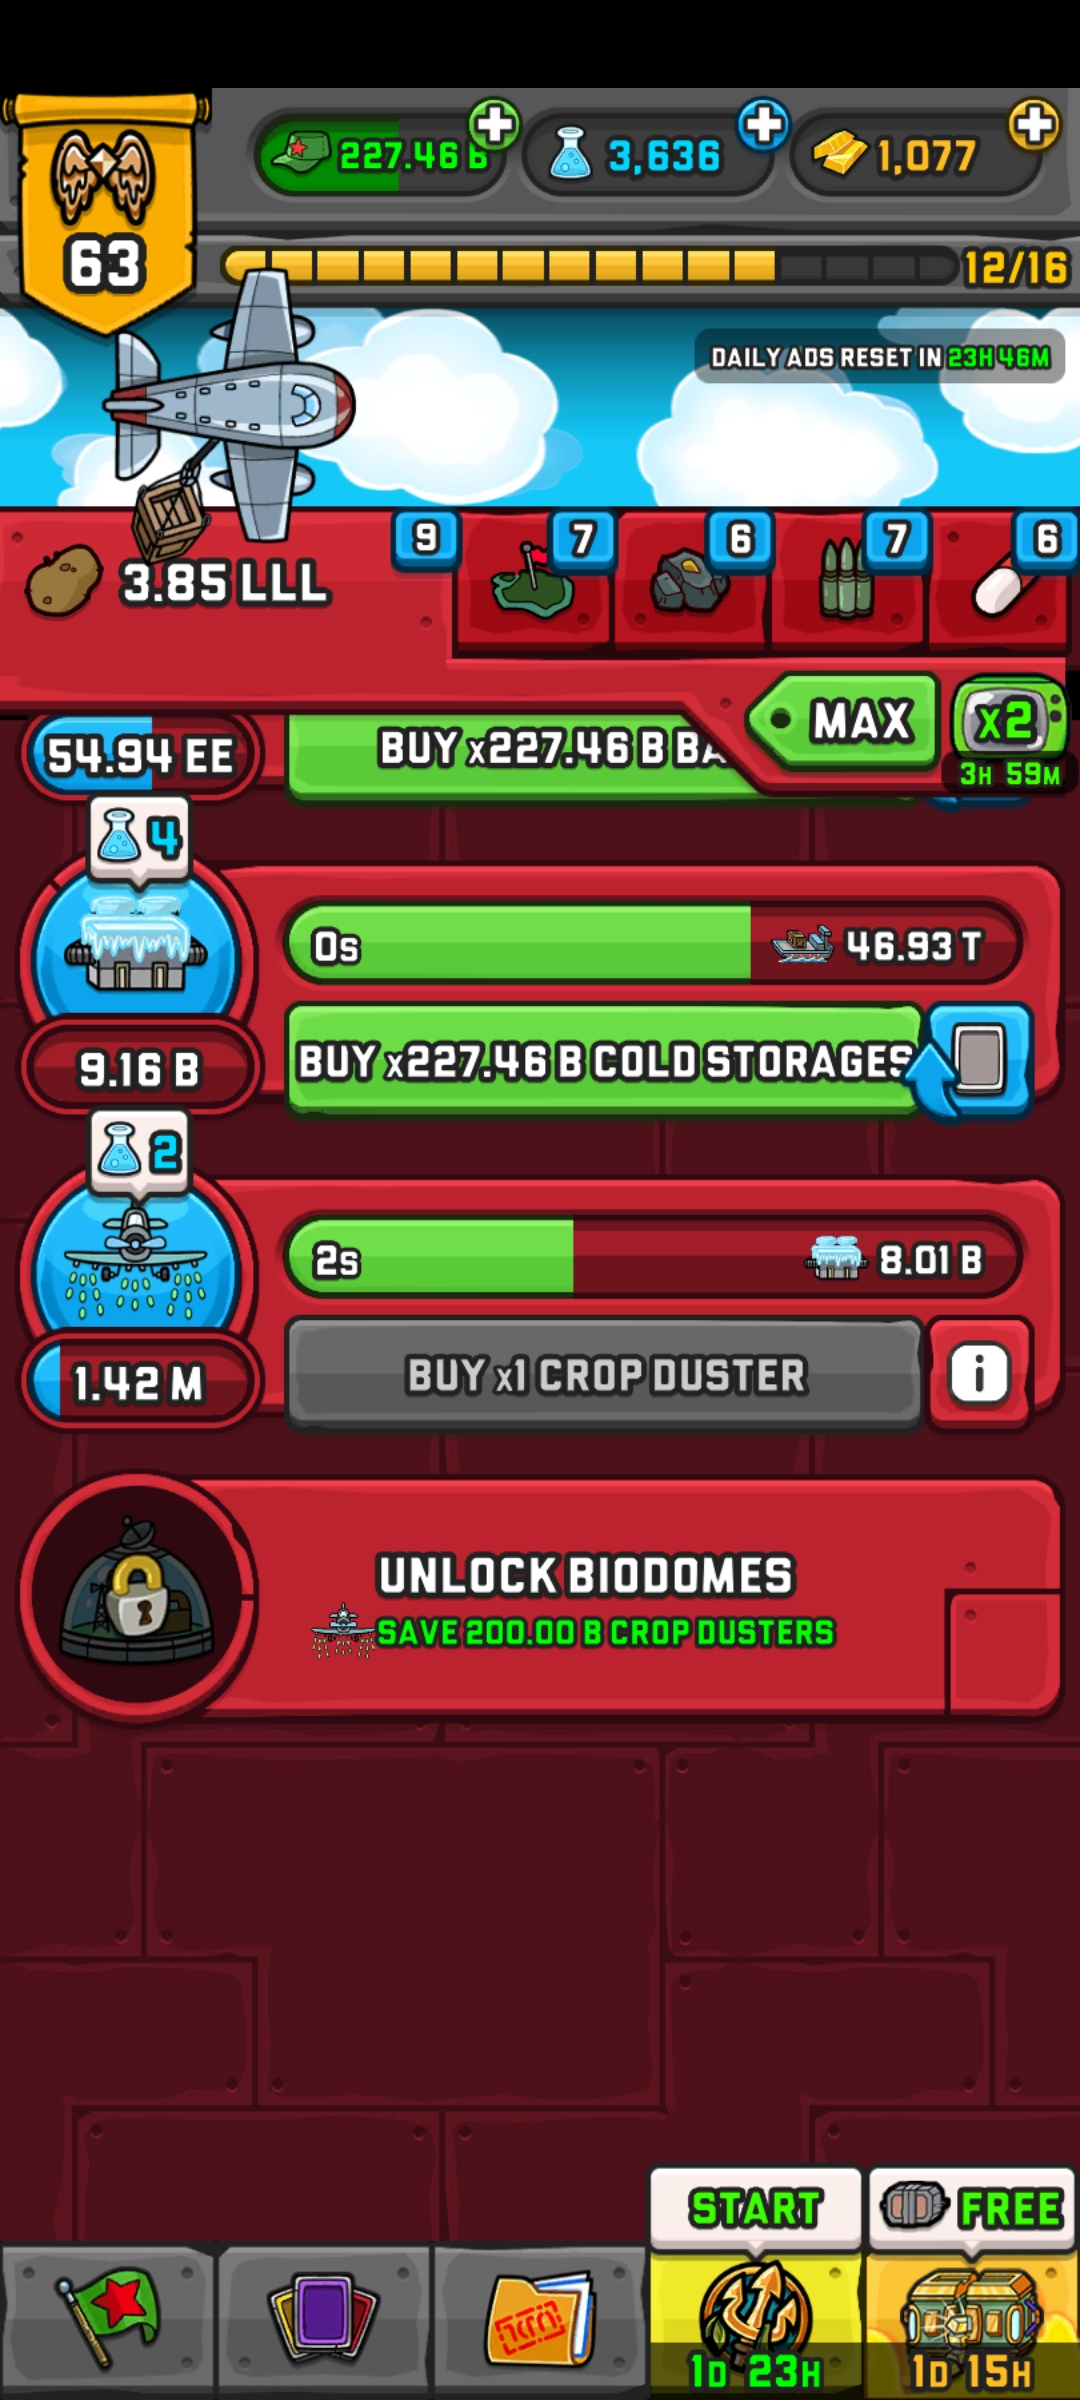 227.46 B
3,636
1,077
63
12/16
DAILY ADS RESET IN 23H 46M
9
7
6
7
6
3.85 LLL
MAX
X2
3H 59M
54.94 EE
BUY x227.46 B BA
4
0s
46.93 T
9.16 B
BUY x227.46 B COLD STORAGES
2
2s
8.01 B
1.42 M
BUY x1 CROP DUSTER
i
UNLOCK BIODOMES
SAVE 200.00 B CROP DUSTERS
START
FREE
1D 23H
1D 15H